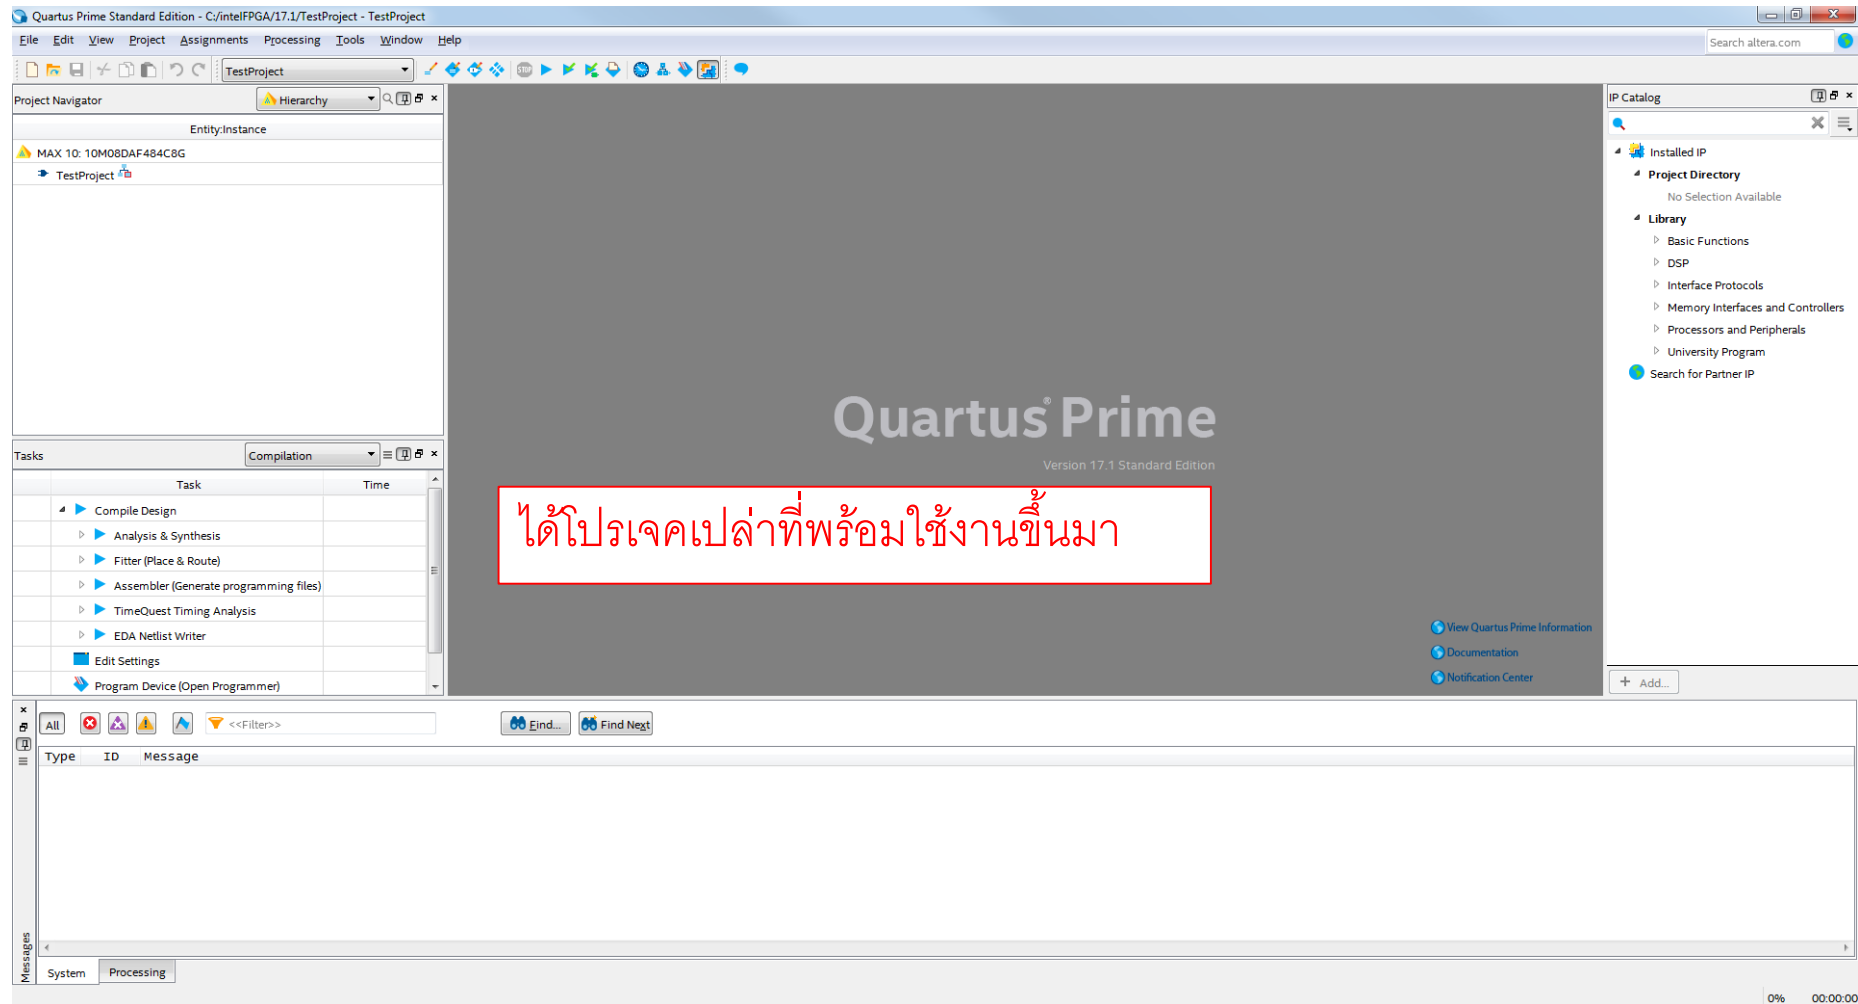 Quartus Prime Standard Edition - C:/intelFPGA/17.1/TestProject - TestProject
File Edit View Project Assignments Processing Tools Window Help
Search altera.com
TestProject
Project Navigator
Hierarchy
Entity:Instance
MAX 10: 10M08DAF484C8G
TestProject
Tasks
Compilation
Task Time
Compile Design
Analysis & Synthesis
Fitter (Place & Route)
Assembler (Generate programming files)
TimeQuest Timing Analysis
EDA Netlist Writer
Edit Settings
Program Device (Open Programmer)
Quartus® Prime
Version 17.1 Standard Edition
ได้โปรเจคเปล่าที่พร้อมใช้งานขึ้นมา
View Quartus Prime Information
Documentation
Notification Center
IP Catalog
Installed IP
Project Directory
No Selection Available
Library
Basic Functions
DSP
Interface Protocols
Memory Interfaces and Controllers
Processors and Peripherals
University Program
Search for Partner IP
+ Add...
All
<<Filter>>
Find... Find Next
Type ID Message
Messages
System Processing
0% 00:00:00